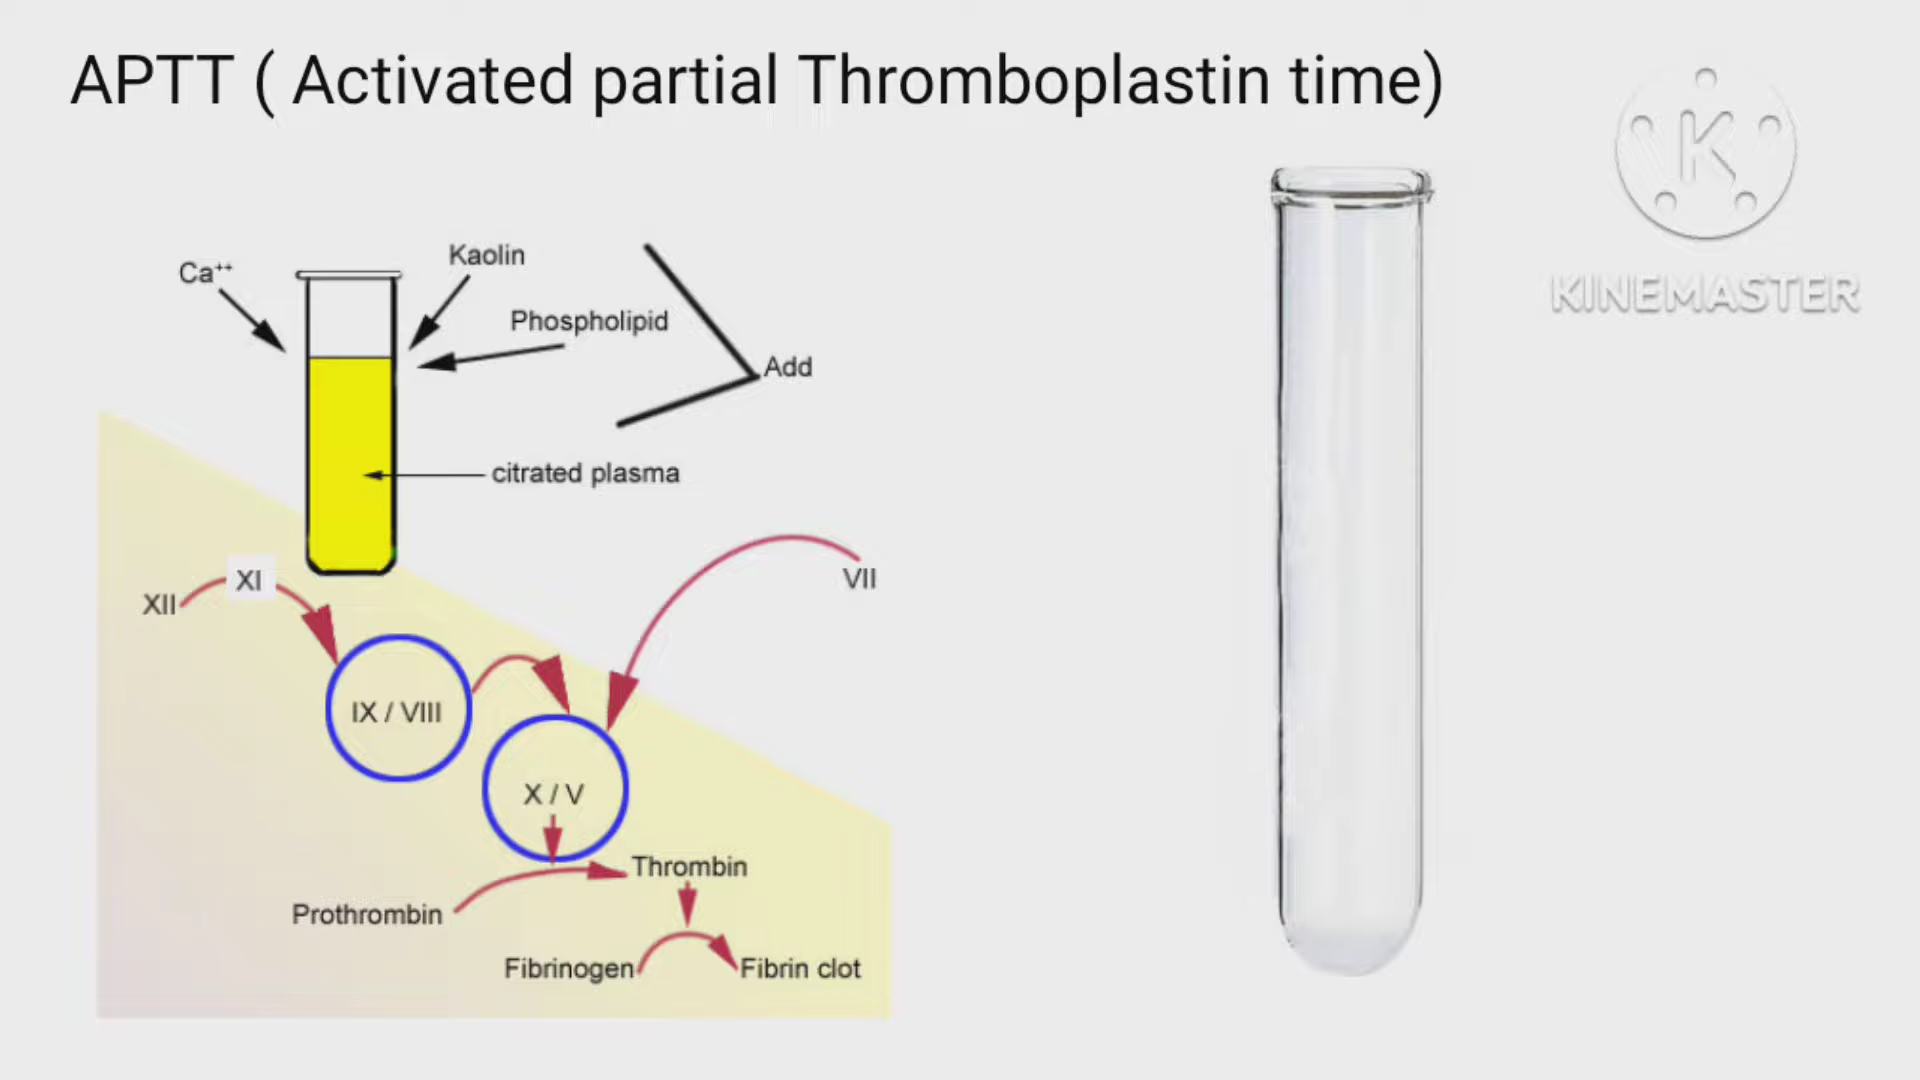 APTT ( Activated partial Thromboplastin time)
K
KINEMASTER
Ca++
Kaolin
Phospholipid
Add
citrated plasma
XII
XI
VII
IX / VIII
X / V
Thrombin
Prothrombin
Fibrinogen
Fibrin clot